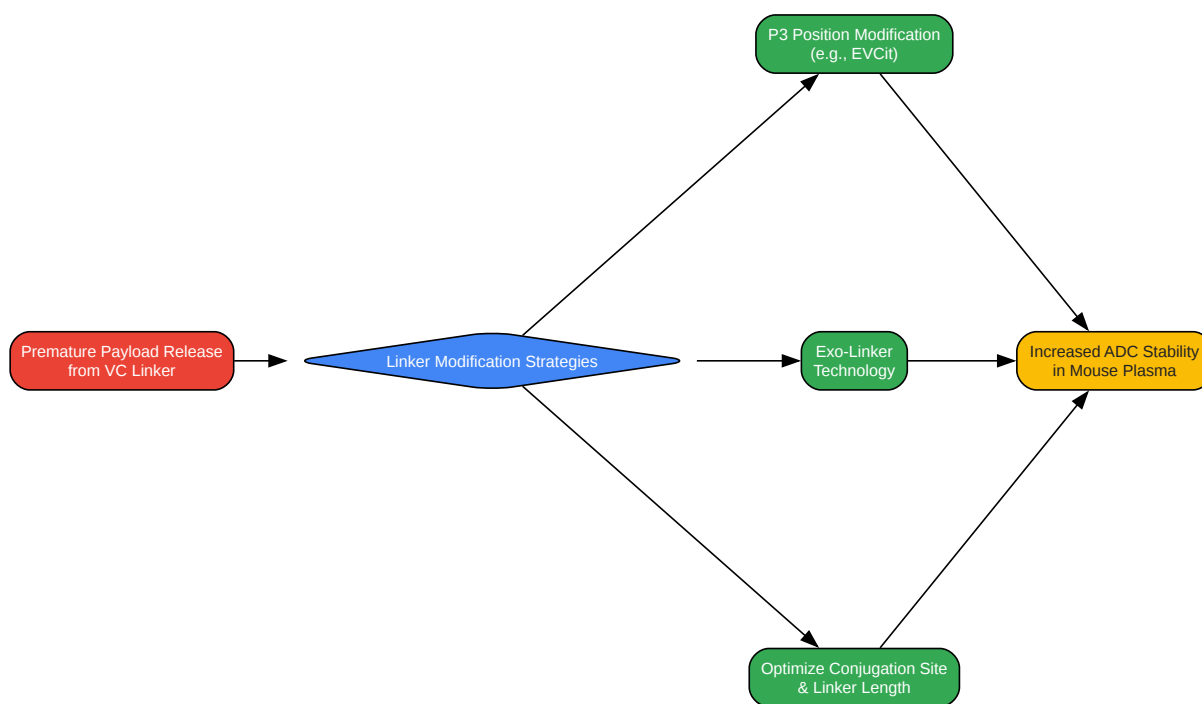 P3 Position Modification
(e.g., EVCit)
Premature Payload Release
from VC Linker
Linker Modification Strategies
Exo-Linker
Technology
Increased ADC Stability
in Mouse Plasma
Optimize Conjugation Site
& Linker Length